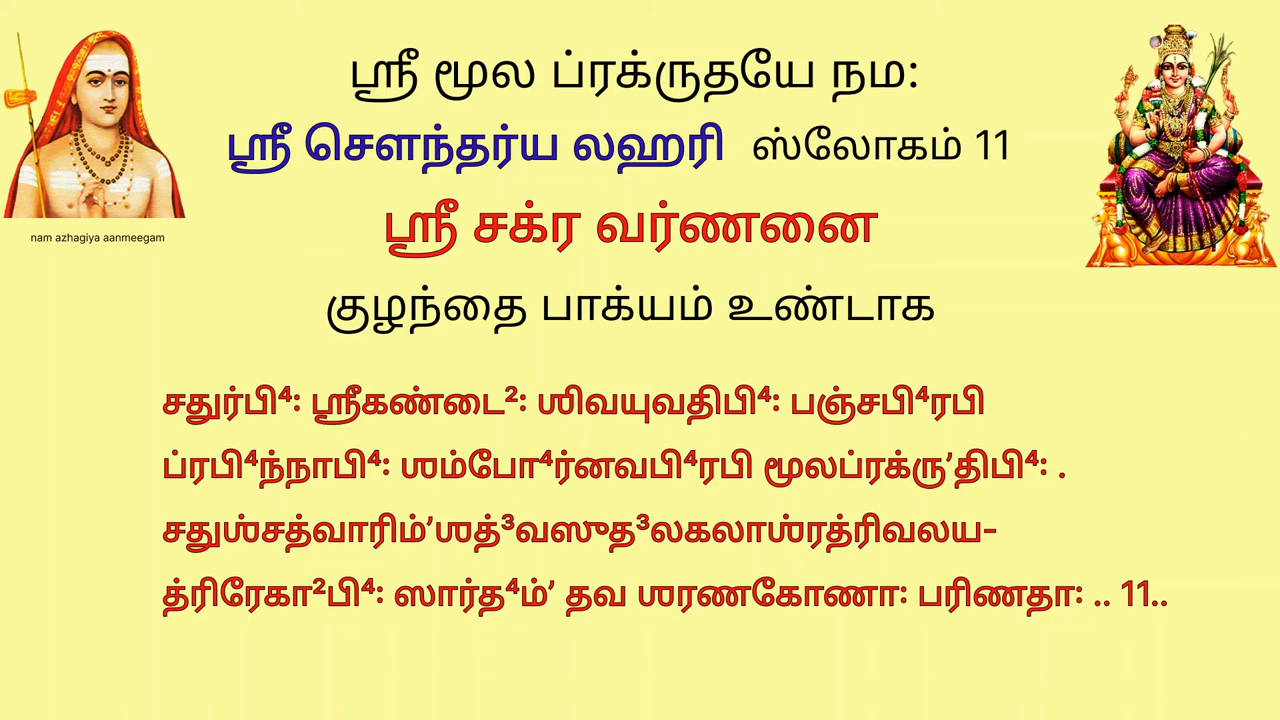 ஸ்ரீ மூல ப்ரக்ருதயே நம:
ஸ்ரீ சௌந்தர்ய லஹரி ஸ்லோகம் 11
nam azhagiya aanmeegam
ஸ்ரீ சக்ர வர்ணனை
குழந்தை பாக்யம் உண்டாக
சதுர்பி⁴: ஸ்ரீகண்டை²: ஶிவயுவதிபி⁴: பஞ்சபி⁴ரபி
ப்ரபி⁴ந்நாபி⁴: ஶம்போ⁴ர்னவபி⁴ரபி மூலப்ரக்ரு’திபி⁴: .
சதுஶ்சத்வாரிம்’ஶத்³வஸுத³லகலாஶ்ரத்ரிவலய-
த்ரிரேகா²பி⁴: ஸார்த⁴ம்’ தவ ஶரணகோணா: பரிணதா: .. 11..